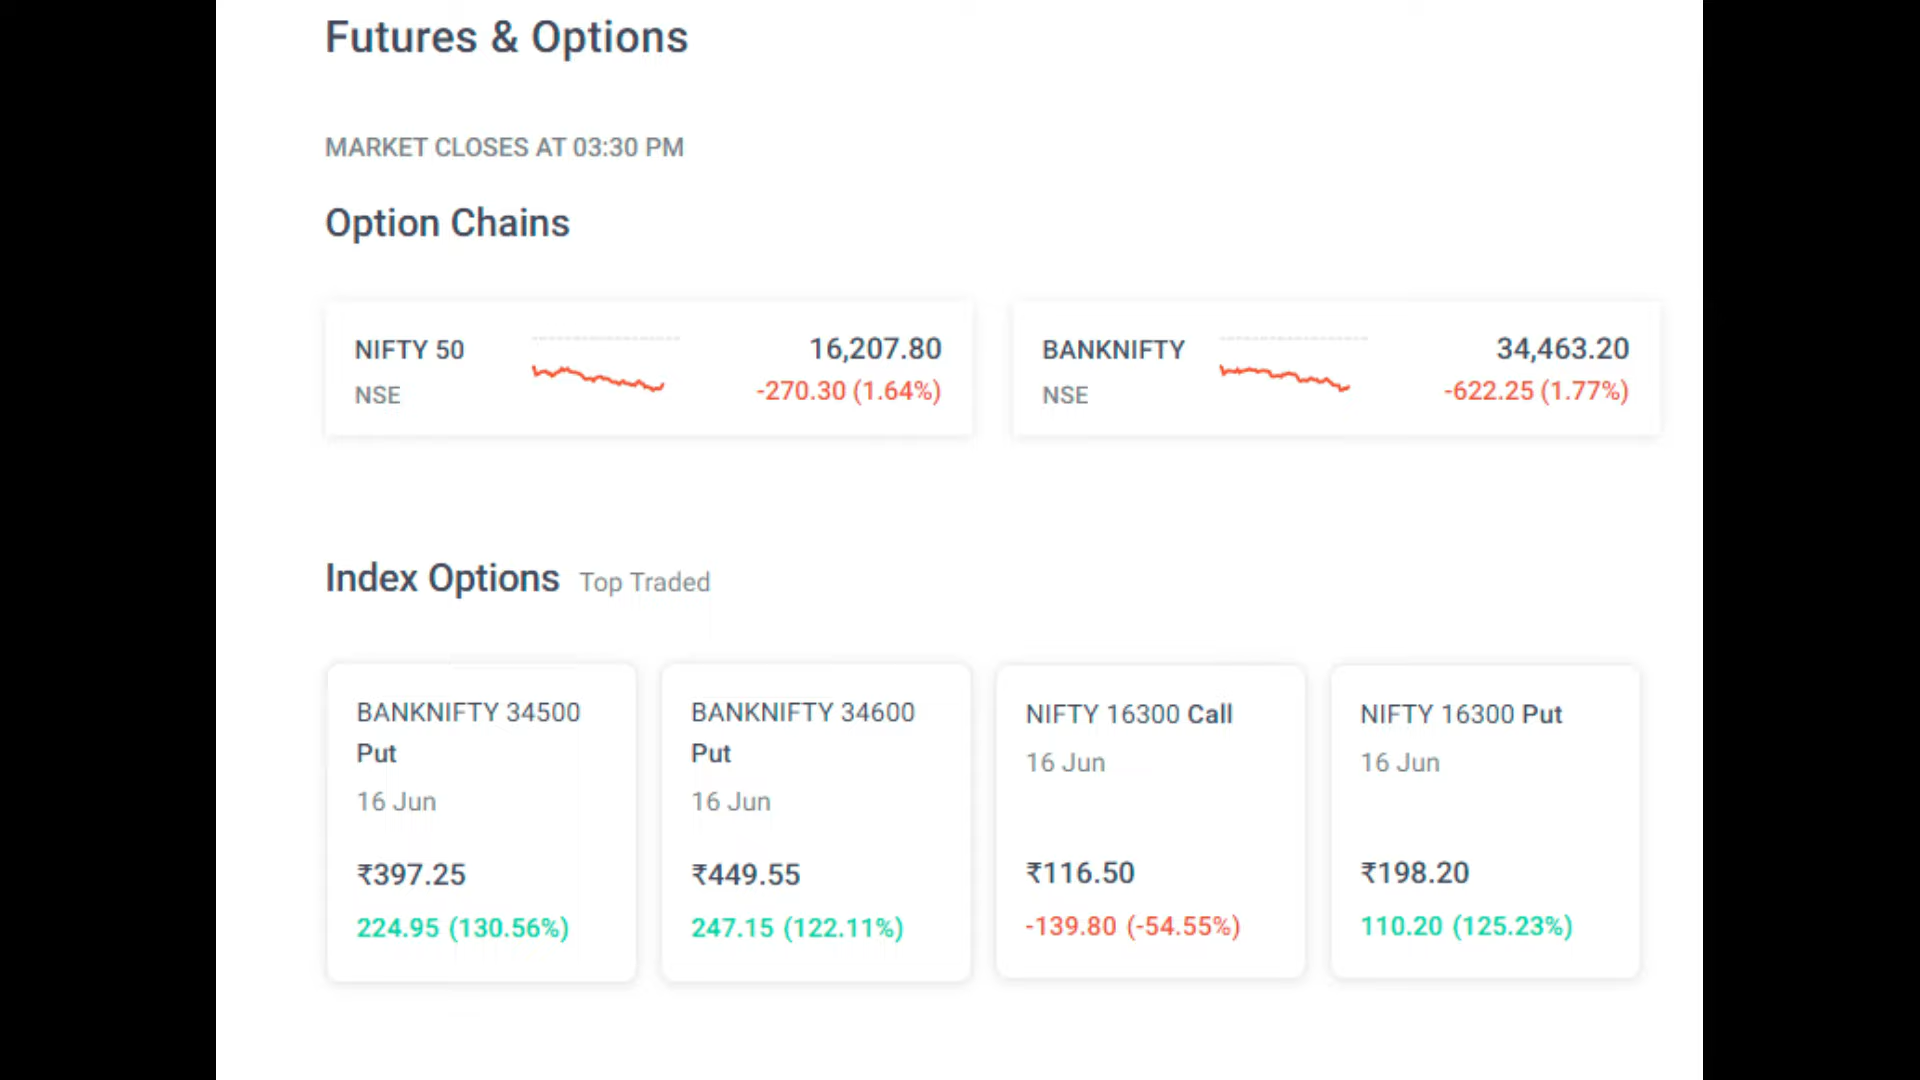 Futures & Options
MARKET CLOSES AT 03:30 PM
Option Chains
NIFTY 50
16,207.80
NSE
-270.30 (1.64%)
BANKNIFTY
34,463.20
NSE
-622.25 (1.77%)
Index Options Top Traded
BANKNIFTY 34500
Put
16 Jun
₹397.25
224.95 (130.56%)
BANKNIFTY 34600
Put
16 Jun
₹449.55
247.15 (122.11%)
NIFTY 16300 Call
16 Jun
₹116.50
-139.80 (-54.55%)
NIFTY 16300 Put
16 Jun
₹198.20
110.20 (125.23%)